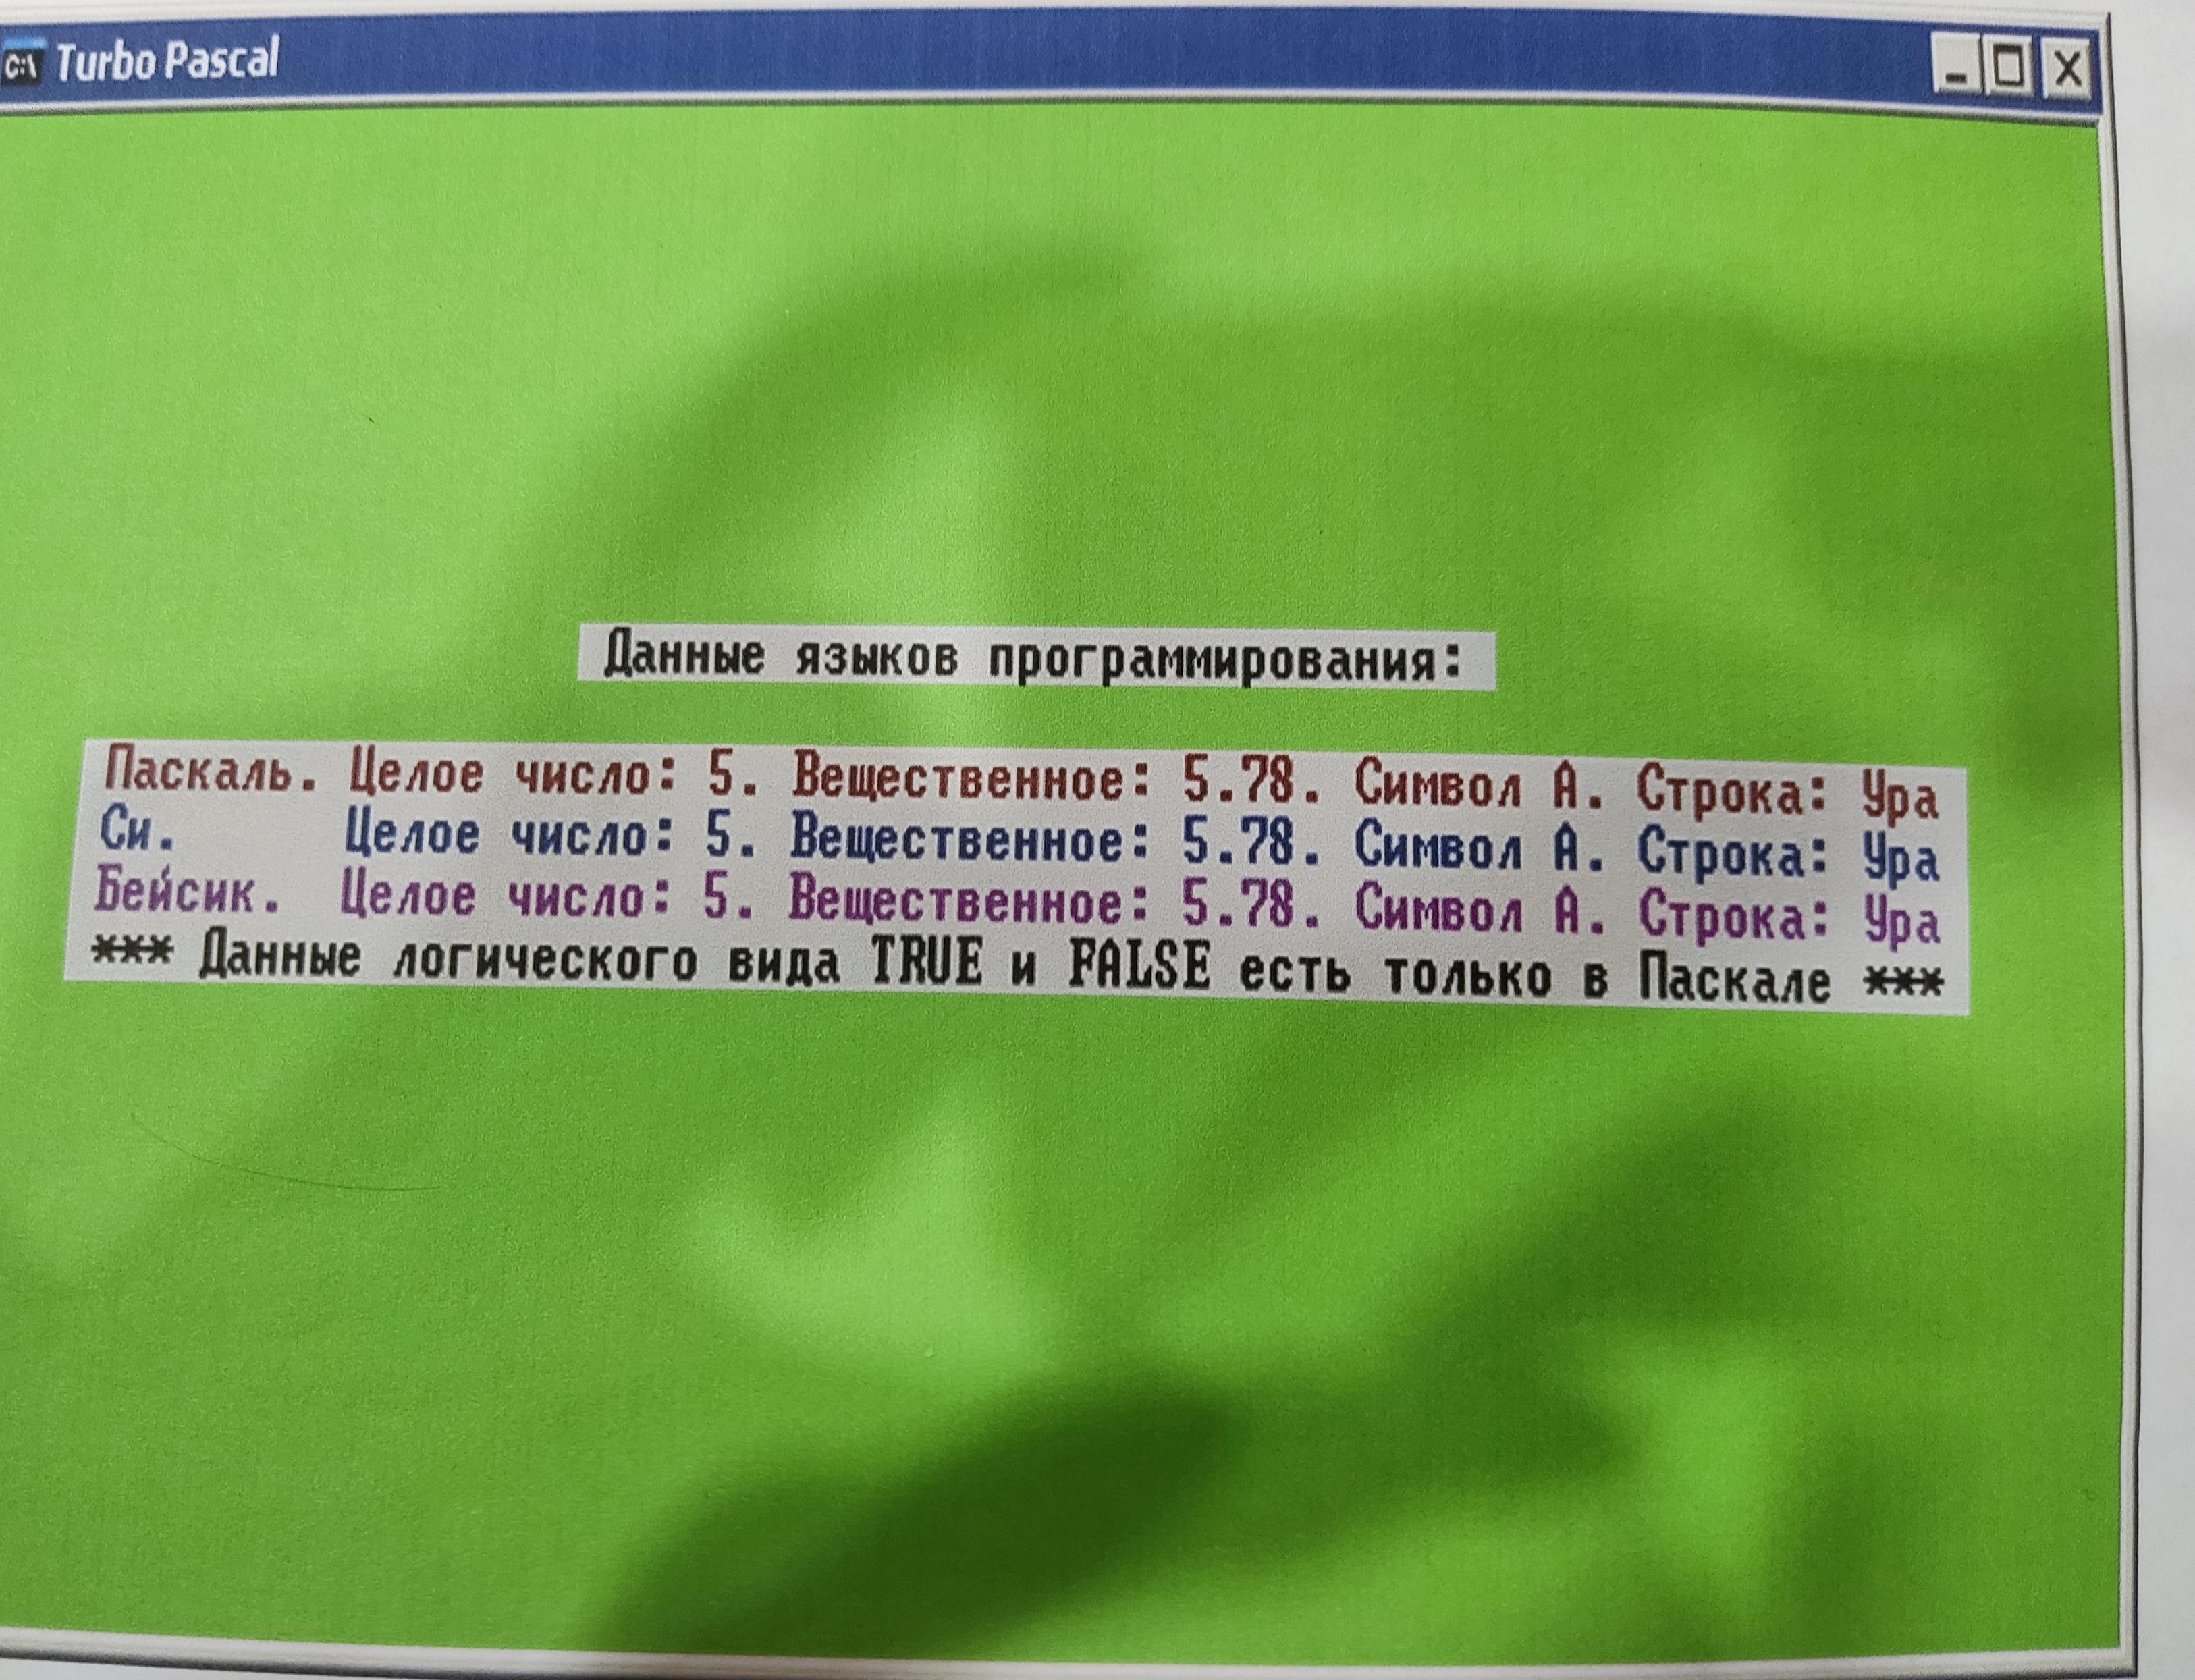 C:\ Turbo Pascal
Данные языков программирования:
Паскаль. Целое число: 5. Вещественное: 5.78. Символ А. Строка: Ура
Си. Целое число: 5. Вещественное: 5.78. Символ А. Строка: Ура
Бейсик. Целое число: 5. Вещественное: 5.78. Символ А. Строка: Ура
*** Данные логического вида TRUE и FALSE есть только в Паскале ***